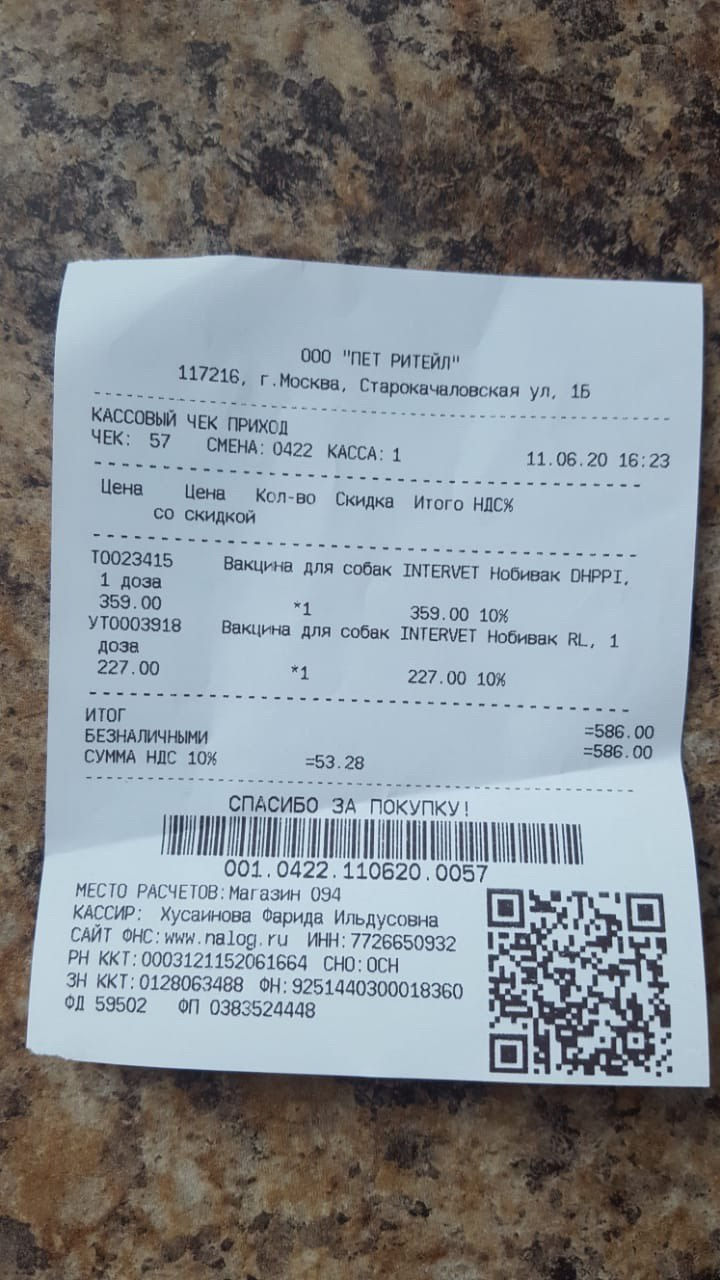 ООО "ПЕТ РИТЕЙЛ"
117216, г.Москва, Старокачаловская ул, 1Б
КАССОВЫЙ ЧЕК ПРИХОД
ЧЕК: 57 СМЕНА: 0422 КАССА: 1 11.06.20 16:23
Цена Цена Кол-во Скидка Итого НДС%
со скидкой
Т0023415 Вакцина для собак INTERVET Нобивак DHPPI,
1 доза
359.00 *1 359.00 10%
УТ0003918 Вакцина для собак INTERVET Нобивак RL, 1
доза
227.00 *1 227.00 10%
ИТОГ =586.00
БЕЗНАЛИЧНЫМИ =586.00
СУММА НДС 10% =53.28
СПАСИБО ЗА ПОКУПКУ!
001.0422.110620.0057
МЕСТО РАСЧЕТОВ:Магазин 094
КАССИР: Хусаинова Фарида Ильдусовна
САЙТ ФНС:www.nalog.ru ИНН:7726650932
РН ККТ:0003121152061664 СНО:ОСН
ЗН ККТ:0128063488 ФН:9251440300018360
ФД 59502 ФП 0383524448